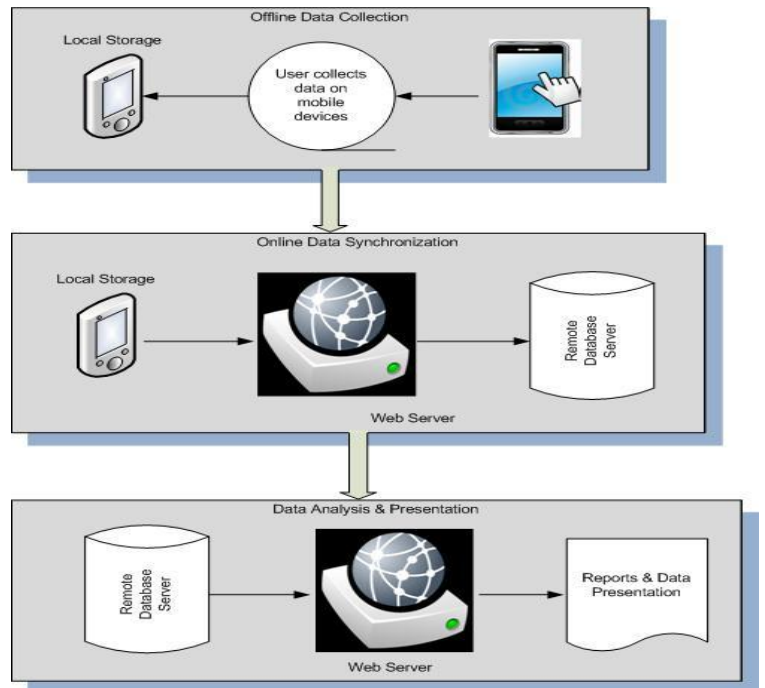 Offline Data Collection
Local Storage
User collects
data on
mobile
devices
Online Data Synchronization
Local Storage
Remote
Database
Server
Web Server
Data Analysis & Presentation
Remote
Database
Server
Reports & Data
Presentation
Web Server